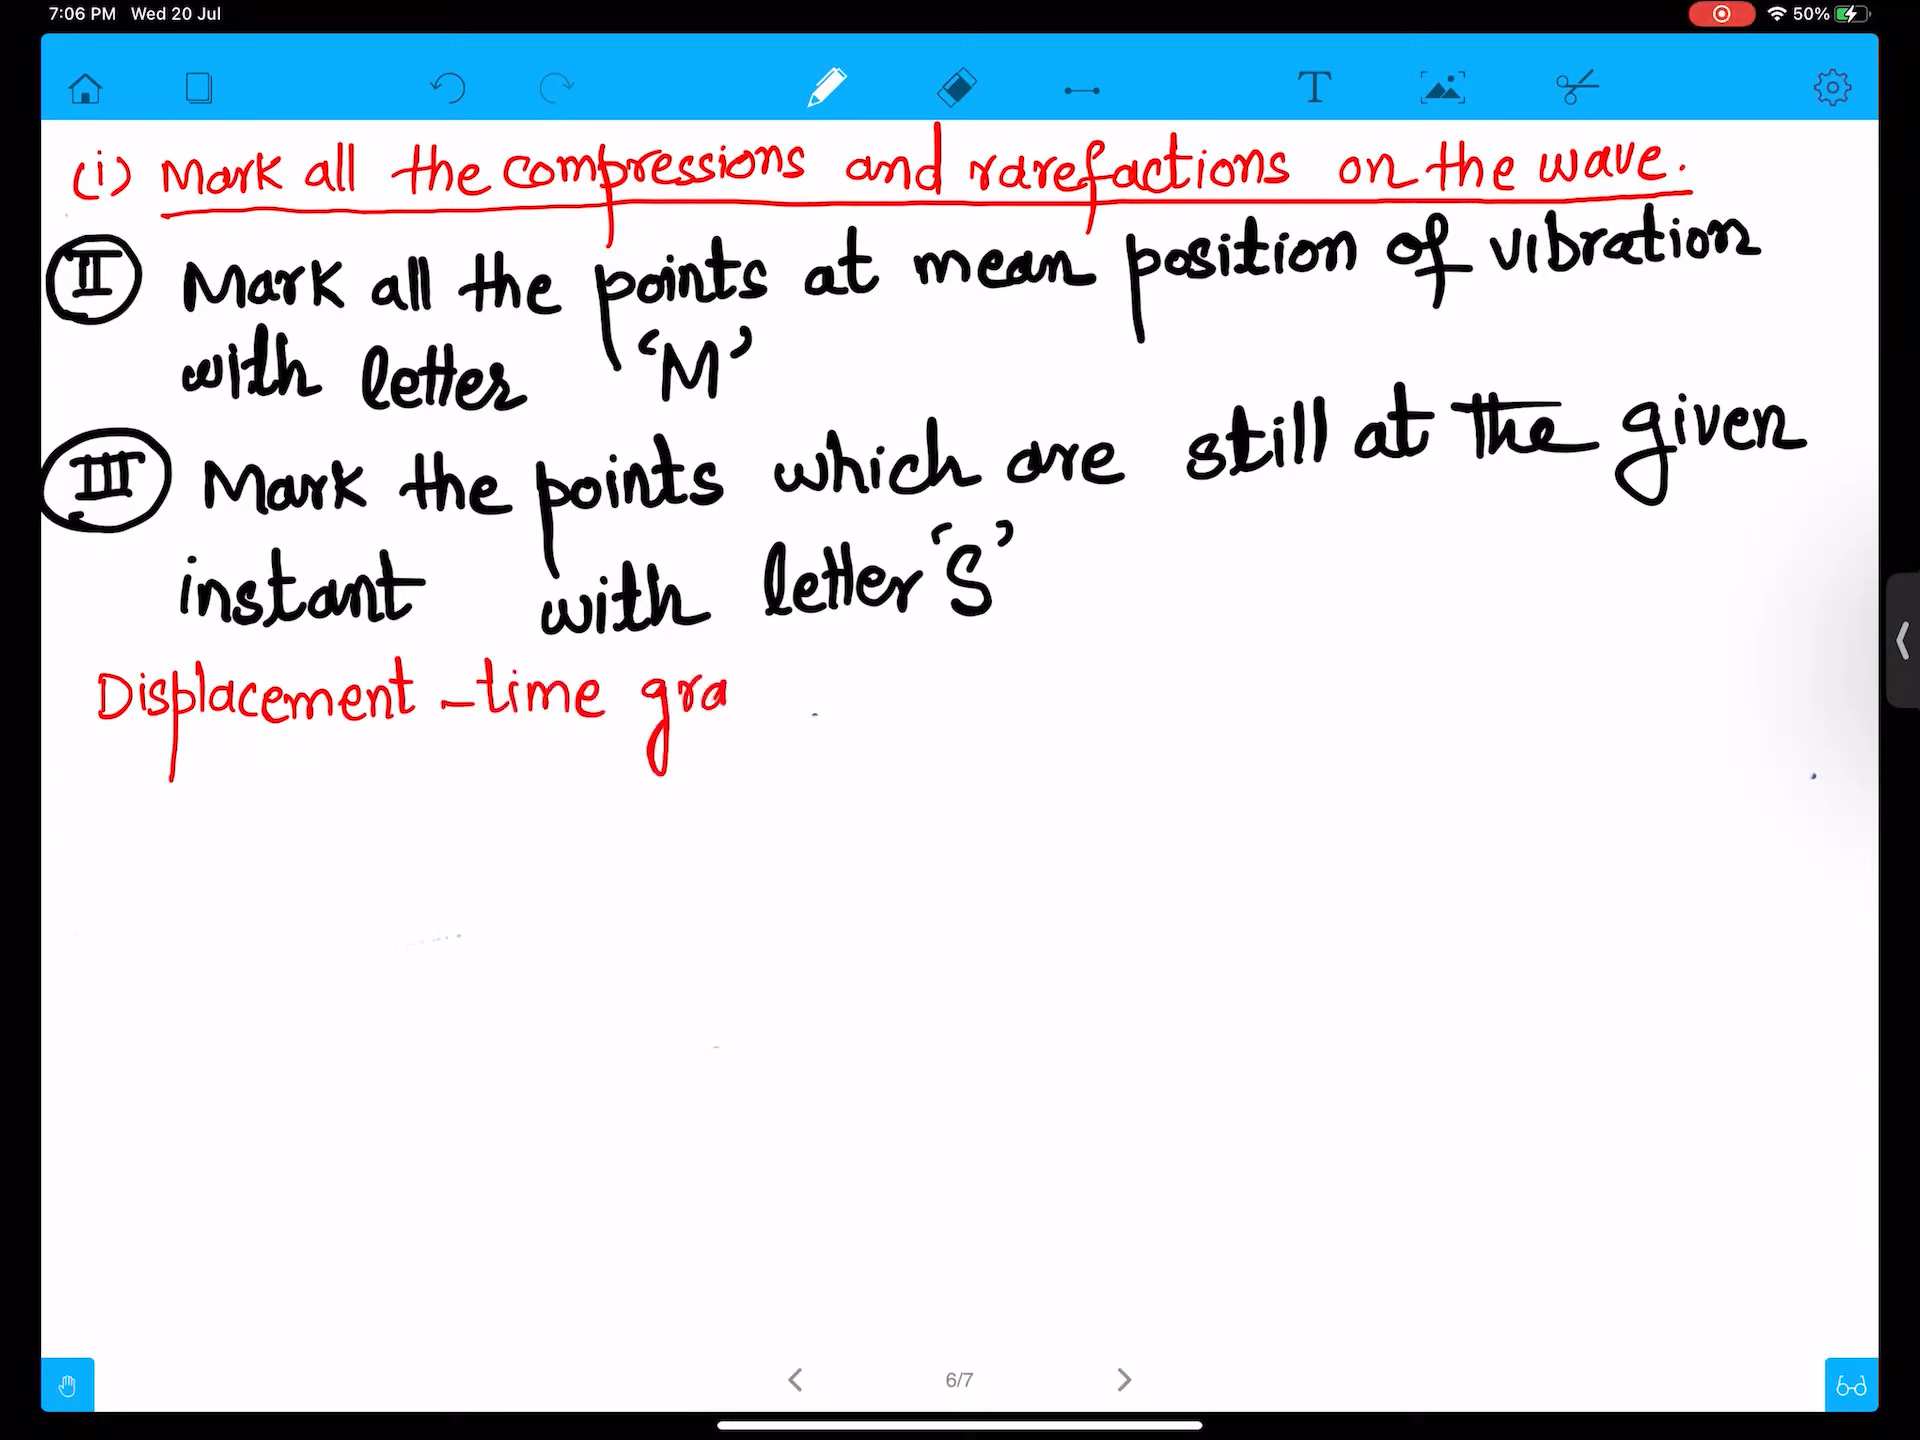 7:06 PM Wed 20 Jul
50%
T
(i) Mark all the compressions and rarefactions on the wave.
II Mark all the points at mean position of vibration
with letter 'M'
III Mark the points which are still at the given
instant with letter 'S'
Displacement - time gra
6/7